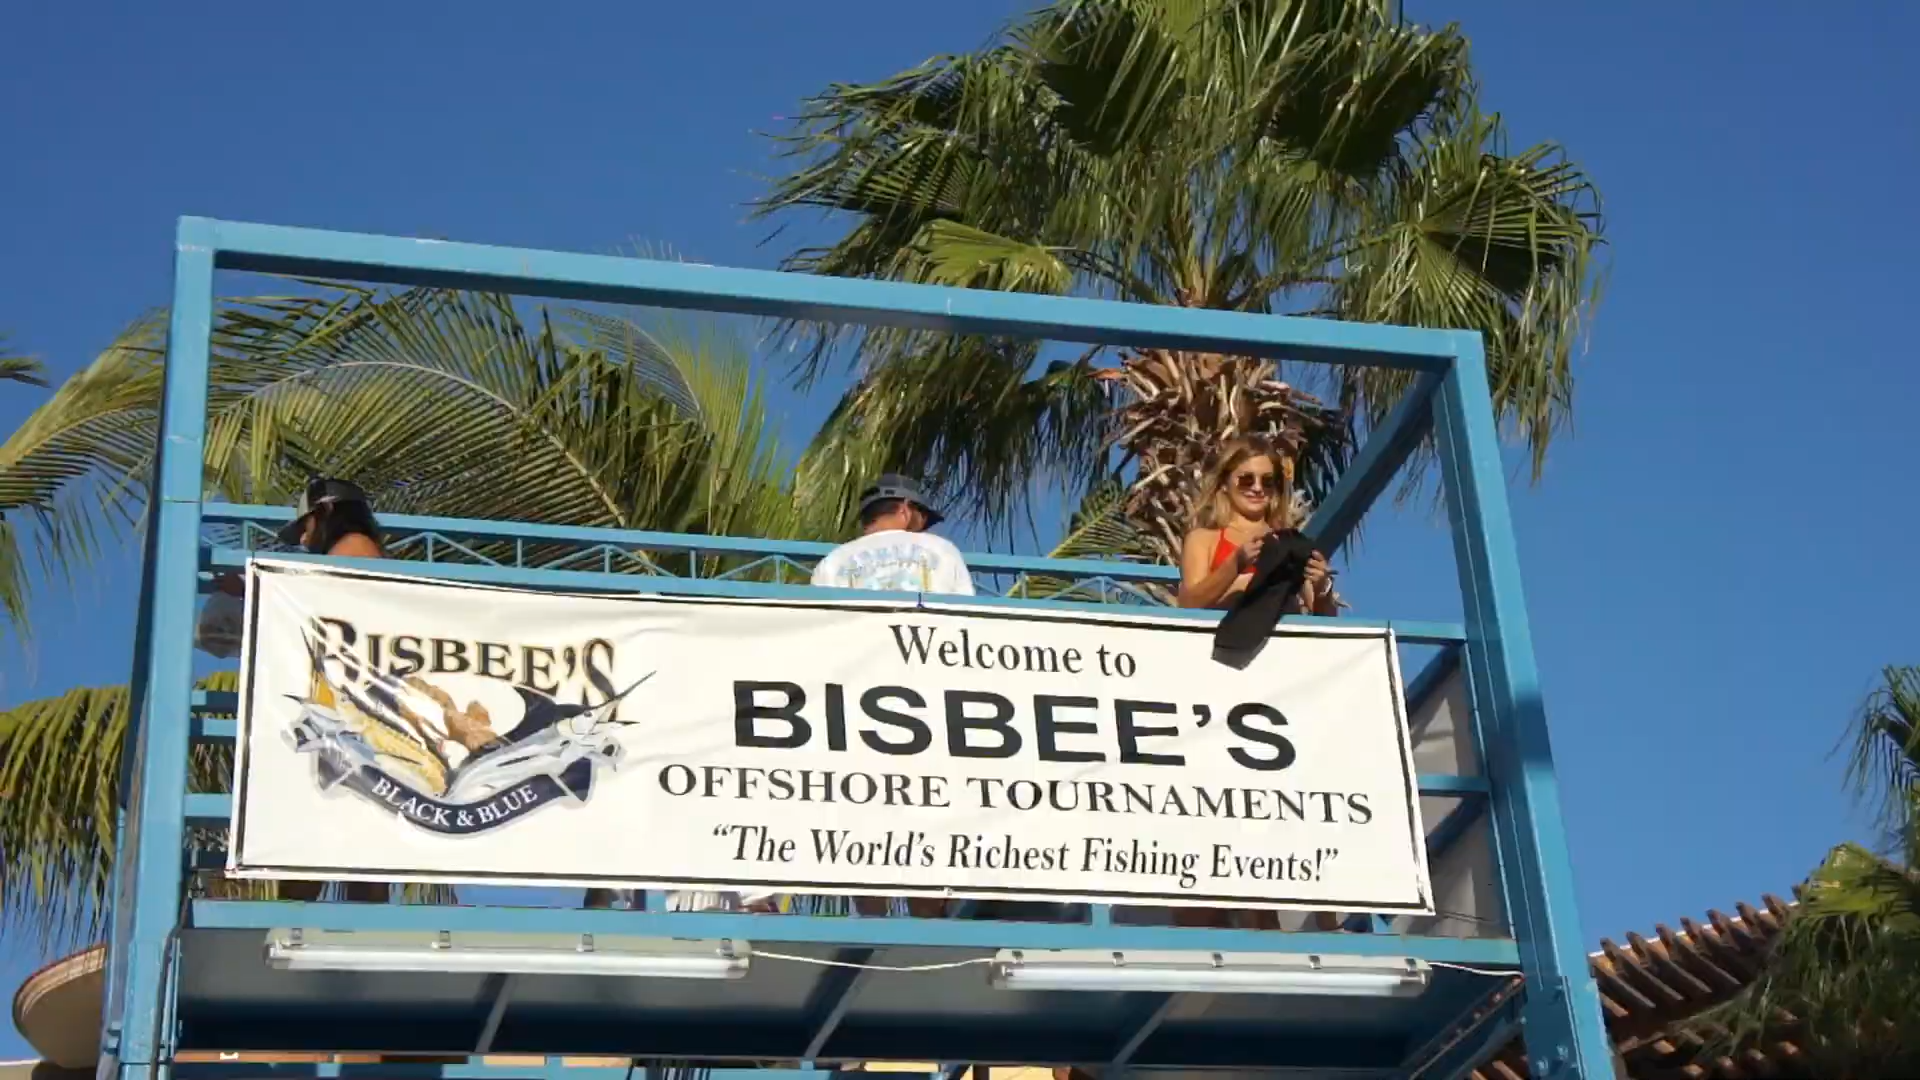 BISBEE'S
BLACK & BLUE
Welcome to
BISBEE'S
OFFSHORE TOURNAMENTS
"The World's Richest Fishing Events!"